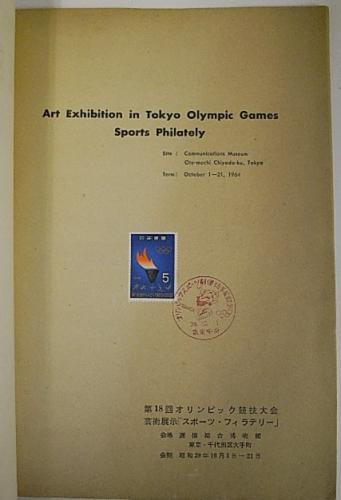 Art Exhibition in Tokyo Olympic Games
Sports Philately
Site : Communications Museum
Ote-machi Chiyoda-ku, Tokyo
Term: October 1—21, 1964
日本郵便
5
第18回オリンピック競技大会
芸術展示「スポーツ・フィラテリー」
会場 逓信総合博物館
東京・千代田区大手町
会期 昭和39年10月1日—21日